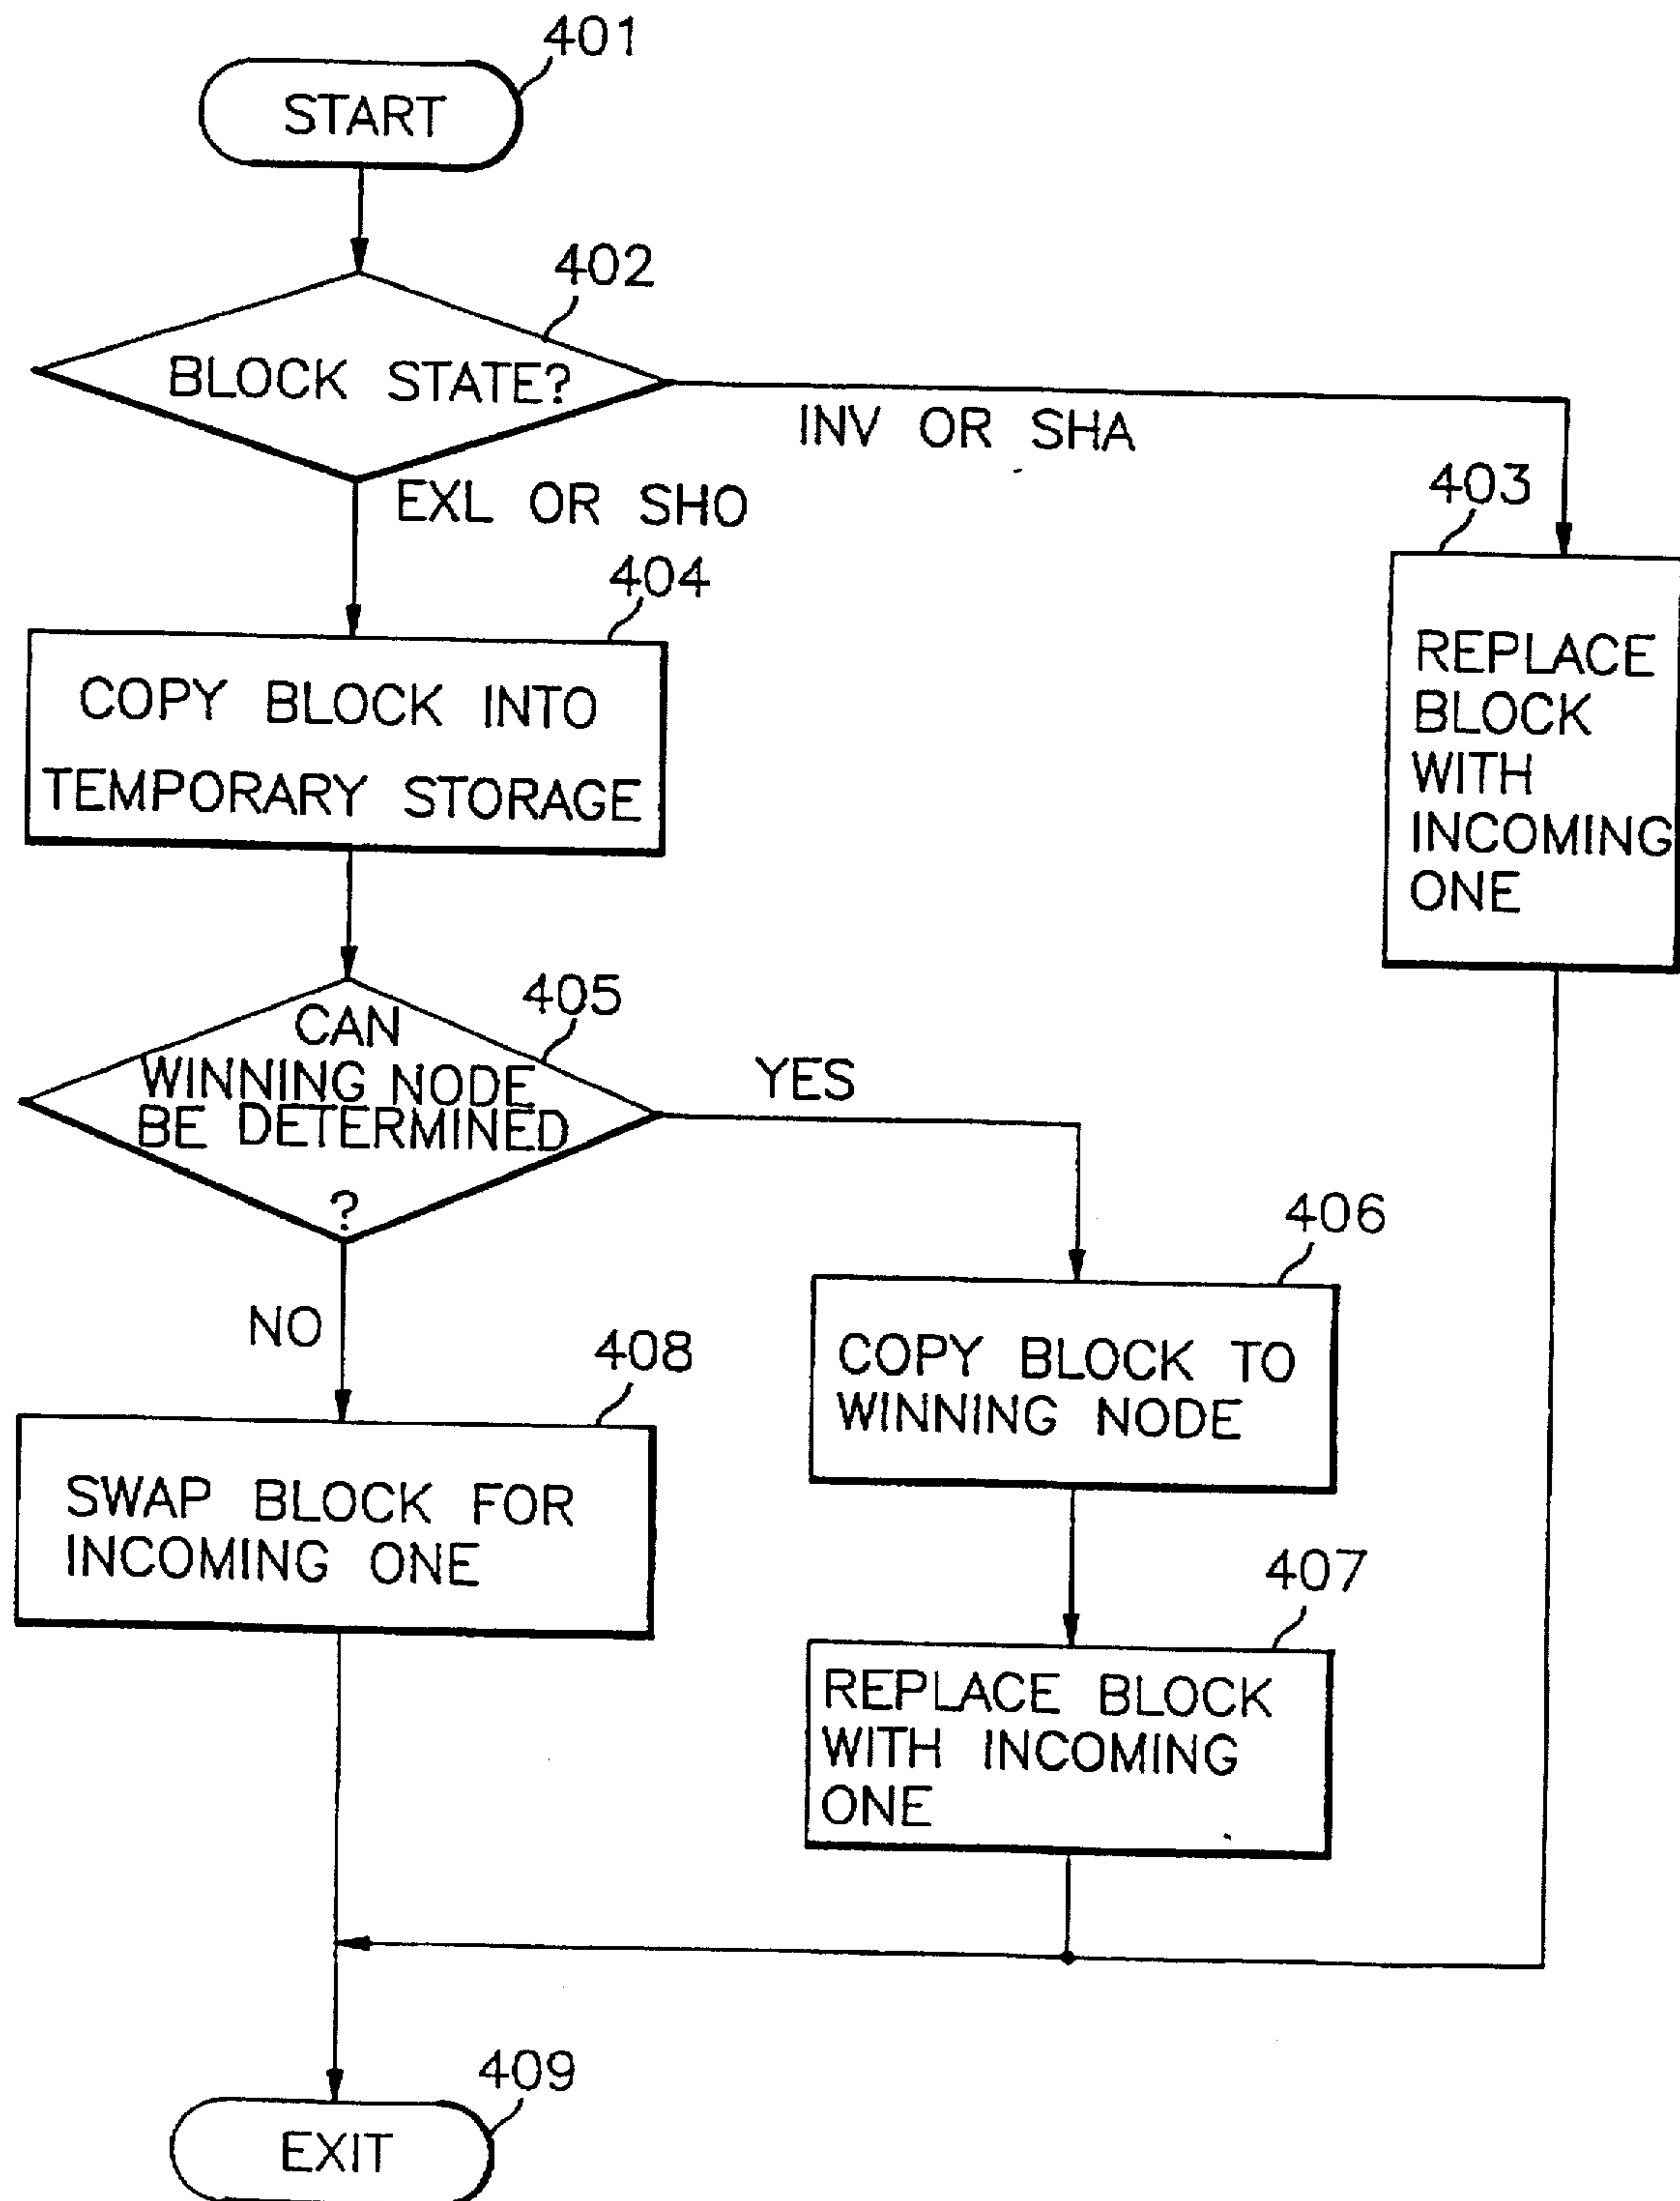 401
START
402
BLOCK STATE?
INV OR SHA
EXL OR SHO
403
404
REPLACE
BLOCK
WITH
INCOMING
ONE
COPY BLOCK INTO
TEMPORARY STORAGE
405
CAN
WINNING NODE
BE DETERMINED
?
YES
NO
406
COPY BLOCK TO
WINNING NODE
408
SWAP BLOCK FOR
INCOMING ONE
407
REPLACE BLOCK
WITH INCOMING
ONE
409
EXIT